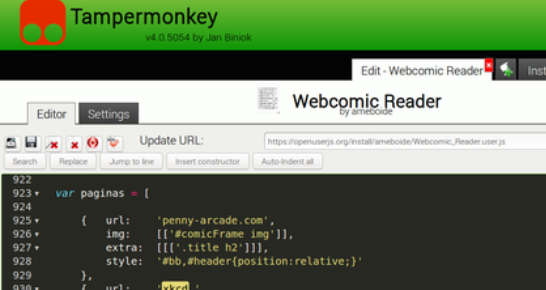 Tampermonkey
v4.0.5054 by Jan Biniok
Edit - Webcomic Reader
Inst
Editor
Settings
Webcomic Reader
by ameboide
Update URL:
https://openuserjs.org/install/ameboide/Webcomic_Reader.user.js
Search
Replace
Jump to line
Insert constructor
Auto-Indent all
922
923 var paginas = [
924
925 { url: 'penny-arcade.com',
926 img: [['#comicFrame img']],
927 extra: [[['.title h2']]],
928 style: '#bb,#header{position:relative;}'
929 },
930 { url: 'xkcd.'